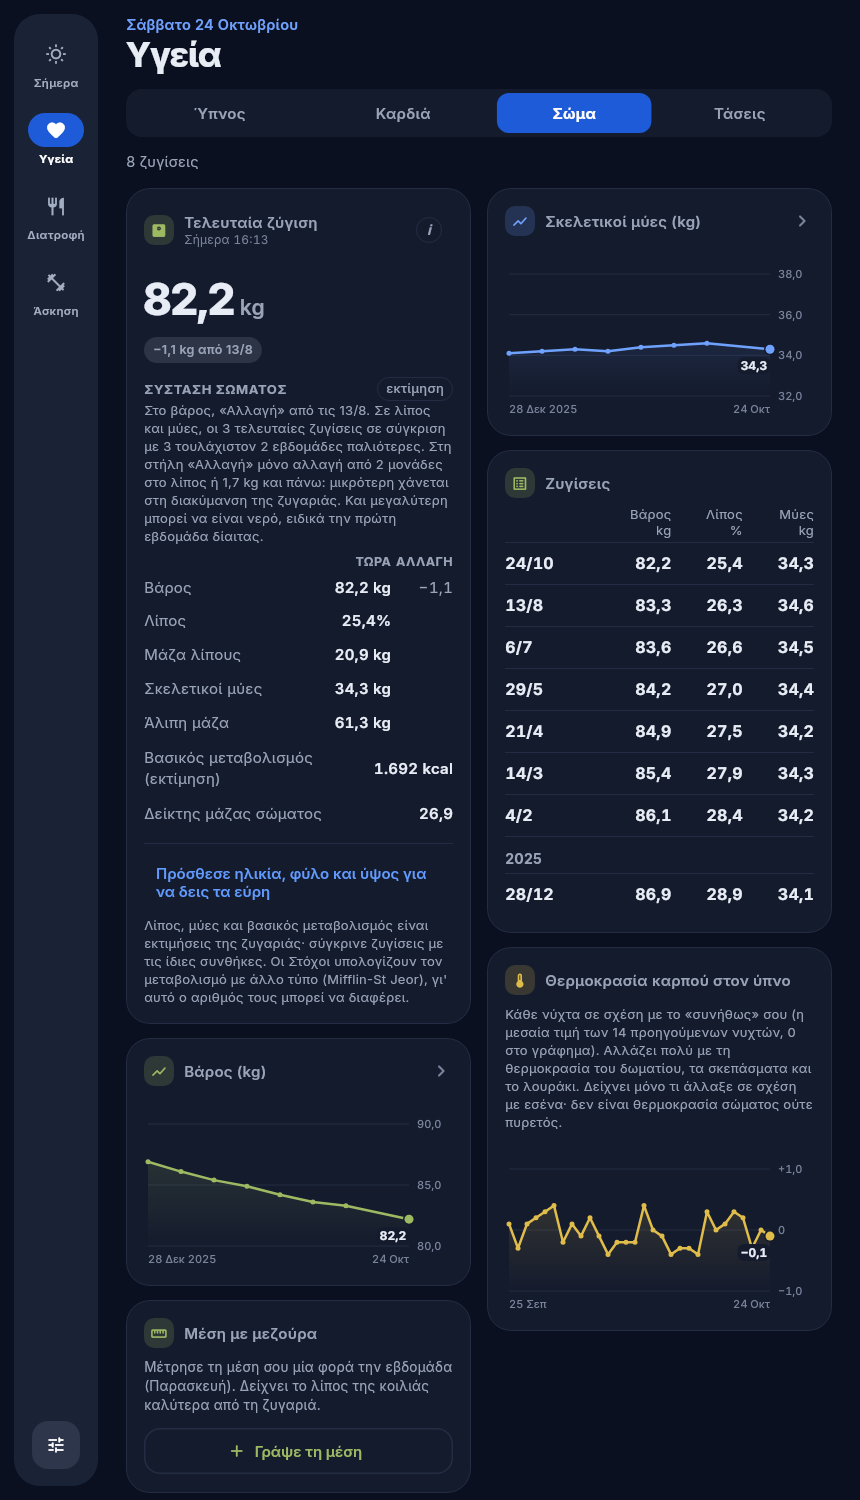 Σάββατο 24 Οκτωβρίου
Υγεία
Σήμερα
Υγεία
Διατροφή
Άσκηση
Ύπνος
Καρδιά
Σώμα
Τάσεις
8 ζυγίσεις
Τελευταία ζύγιση
Σήμερα 16:13
i
82,2 kg
−1,1 kg από 13/8
ΣΥΣΤΑΣΗ ΣΩΜΑΤΟΣ
εκτίμηση
Στο βάρος, «Αλλαγή» από τις 13/8. Σε λίπος
και μύες, οι 3 τελευταίες ζυγίσεις σε σύγκριση
με 3 τουλάχιστον 2 εβδομάδες παλιότερες. Στη
στήλη «Αλλαγή» μόνο αλλαγή από 2 μονάδες
στο λίπος ή 1,7 kg και πάνω: μικρότερη χάνεται
στη διακύμανση της ζυγαριάς. Και μεγαλύτερη
μπορεί να είναι νερό, ειδικά την πρώτη
εβδομάδα δίαιτας.
ΤΩΡΑ ΑΛΛΑΓΗ
Βάρος 82,2 kg −1,1
Λίπος 25,4%
Μάζα λίπους 20,9 kg
Σκελετικοί μύες 34,3 kg
Άλιπη μάζα 61,3 kg
Βασικός μεταβολισμός
(εκτίμηση) 1.692 kcal
Δείκτης μάζας σώματος 26,9
Πρόσθεσε ηλικία, φύλο και ύψος για
να δεις τα εύρη
Λίπος, μύες και βασικός μεταβολισμός είναι
εκτιμήσεις της ζυγαριάς· σύγκρινε ζυγίσεις με
τις ίδιες συνθήκες. Οι Στόχοι υπολογίζουν τον
μεταβολισμό με άλλο τύπο (Mifflin-St Jeor), γι'
αυτό ο αριθμός τους μπορεί να διαφέρει.
Βάρος (kg)
90,0
85,0
82,2
80,0
28 Δεκ 2025
24 Οκτ
Μέση με μεζούρα
Μέτρησε τη μέση σου μία φορά την εβδομάδα
(Παρασκευή). Δείχνει το λίπος της κοιλιάς
καλύτερα από τη ζυγαριά.
+ Γράψε τη μέση
Σκελετικοί μύες (kg)
38,0
36,0
34,0
34,3
32,0
28 Δεκ 2025
24 Οκτ
Ζυγίσεις
Βάρος Λίπος Μύες
kg % kg
24/10 82,2 25,4 34,3
13/8 83,3 26,3 34,6
6/7 83,6 26,6 34,5
29/5 84,2 27,0 34,4
21/4 84,9 27,5 34,2
14/3 85,4 27,9 34,3
4/2 86,1 28,4 34,2
2025
28/12 86,9 28,9 34,1
Θερμοκρασία καρπού στον ύπνο
Κάθε νύχτα σε σχέση με το «συνήθως» σου (η
μεσαία τιμή των 14 προηγούμενων νυχτών, 0
στο γράφημα). Αλλάζει πολύ με τη
θερμοκρασία του δωματίου, τα σκεπάσματα και
το λουράκι. Δείχνει μόνο τι άλλαξε σε σχέση
με εσένα· δεν είναι θερμοκρασία σώματος ούτε
πυρετός.
+1,0
0
−0,1
−1,0
25 Σεπ
24 Οκτ